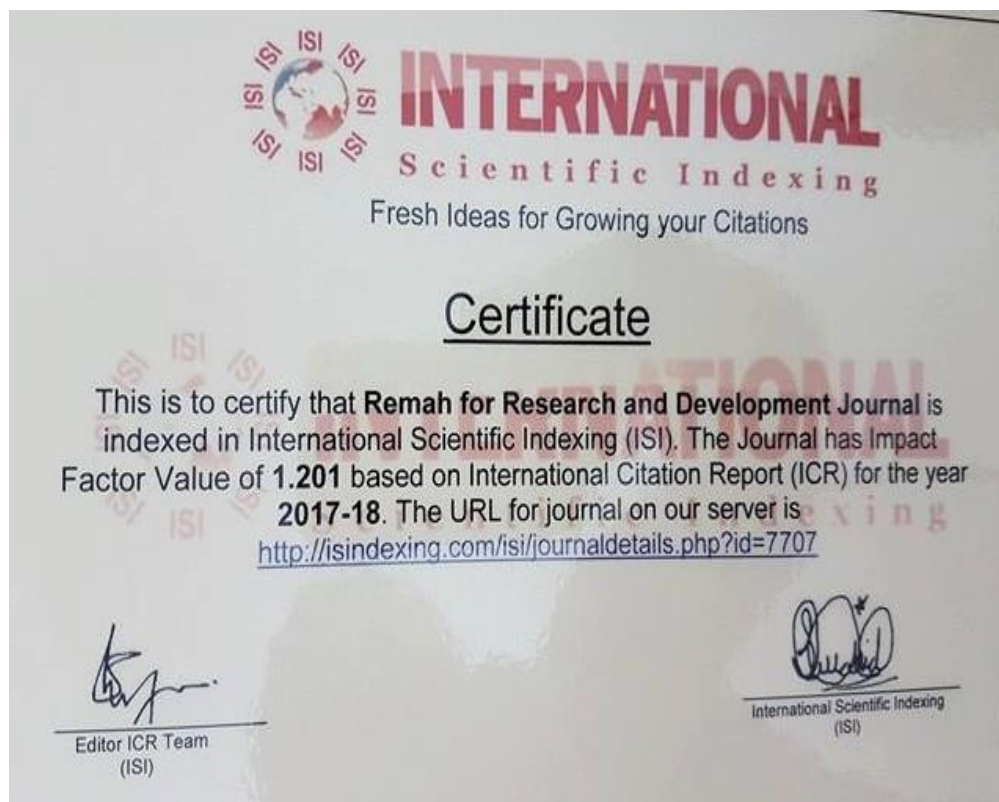 ISI ISI ISI ISI ISI ISI ISI ISI
INTERNATIONAL
Scientific Indexing
Fresh Ideas for Growing your Citations
Certificate
This is to certify that Remah for Research and Development Journal is
indexed in International Scientific Indexing (ISI). The Journal has Impact
Factor Value of 1.201 based on International Citation Report (ICR) for the year
2017-18. The URL for journal on our server is
http://isindexing.com/isi/journaldetails.php?id=7707
Editor ICR Team
(ISI)
International Scientific Indexing
(ISI)